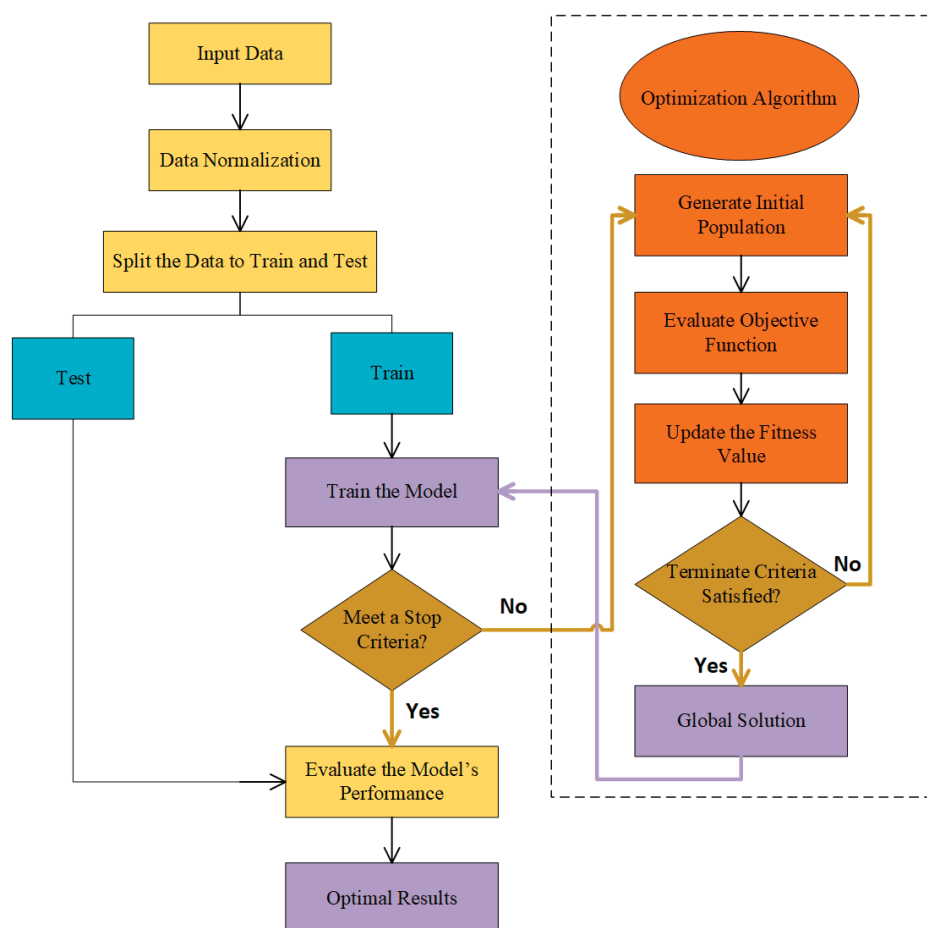 Input Data
Data Normalization
Split the Data to Train and Test
Test
Train
Train the Model
Meet a Stop
Criteria?
No
Yes
Evaluate the Model’s
Performance
Optimal Results
Optimization Algorithm
Generate Initial
Population
Evaluate Objective
Function
Update the Fitness
Value
Terminate Criteria
Satisfied?
No
Yes
Global Solution